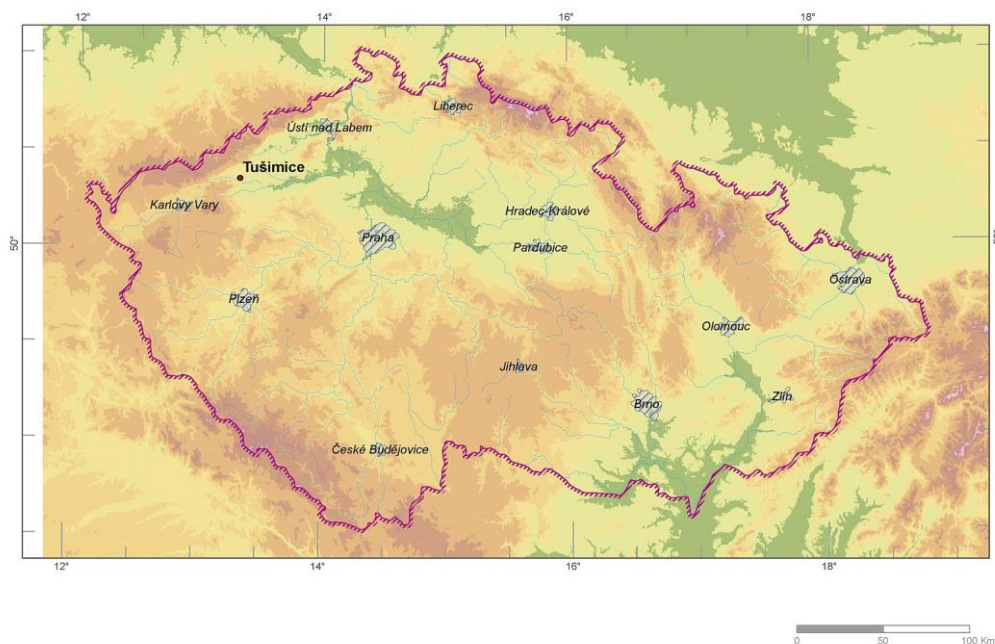 12° 14° 16° 18°
Liberec
Ústí nad Labem
Tušimice
Karlovy Vary
Hradec-Králové
50°
Praha
Pardubice
Ostrava
Plzeň
Olomouc
Jihlava
Zlín
Brno
České Budějovice
12° 14° 16° 18°
0 50 100 Km